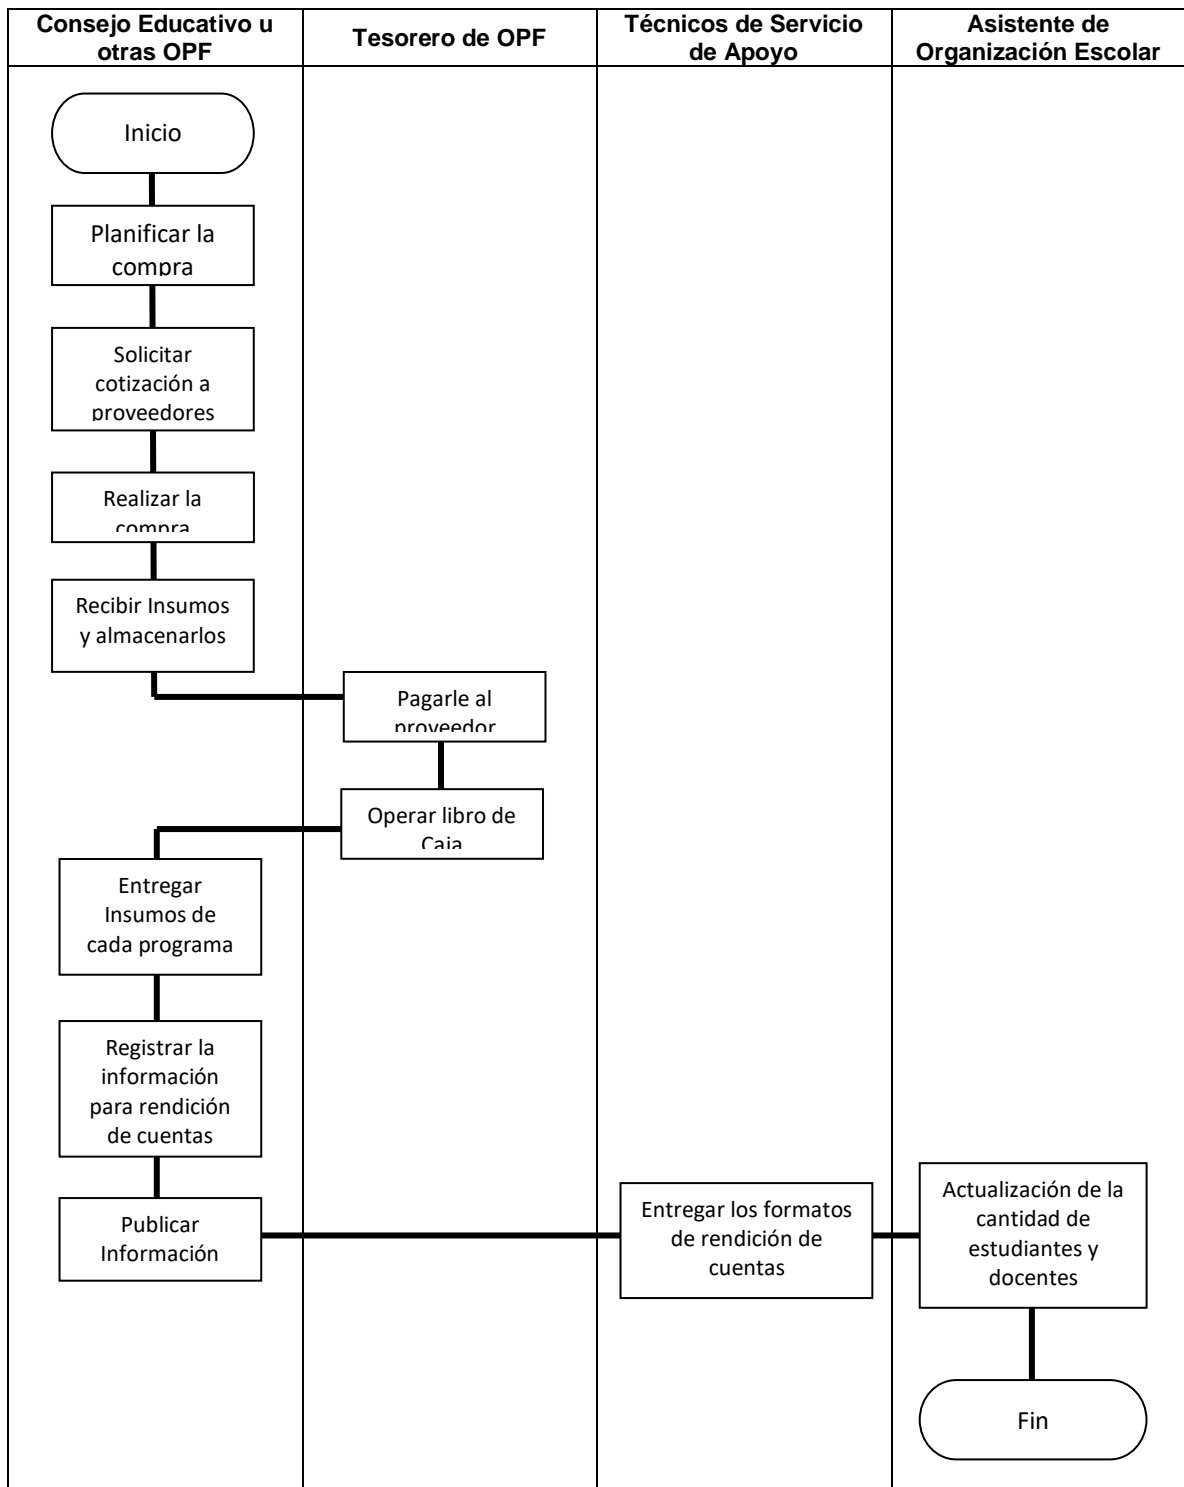 Consejo Educativo u
otras OPF
Tesorero de OPF
Técnicos de Servicio
de Apoyo
Asistente de
Organización Escolar
Inicio
Planificar la
compra
Solicitar
cotización a
proveedores
Realizar la
compra
Recibir Insumos
y almacenarlos
Pagarle al
proveedor
Operar libro de
Caja
Entregar
Insumos de
cada programa
Registrar la
información
para rendición
de cuentas
Publicar
Información
Entregar los formatos
de rendición de
cuentas
Actualización de la
cantidad de
estudiantes y
docentes
Fin